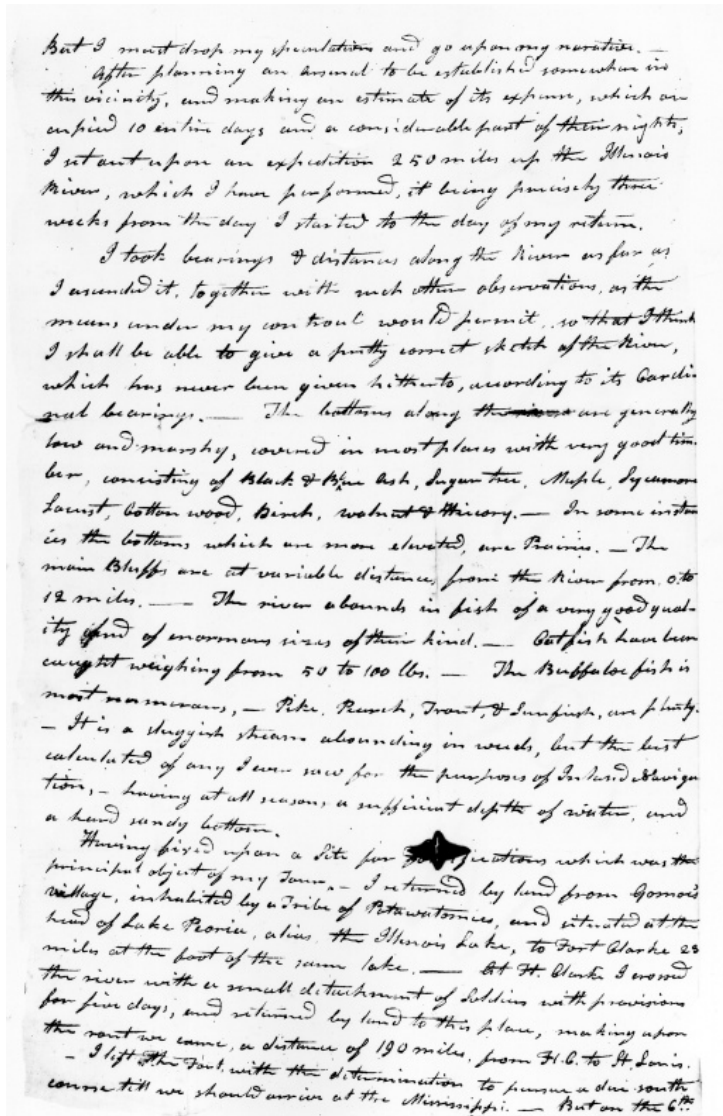 But I must drop my speculations and go upon my narative. —
After planning an arsenal to be established somewhere in
this vicinity, and making an estimate of its expense, which oc
cupied 10 entire days and a considerable part of their nights,
I set out upon an expedition 250 miles up the Illinois
River, which I have performed, it being precisely three
weeks from the day I started to the day of my return.
I took bearings & distances along the River as far as
I ascended it, together with such other observations, as the
means under my controul would permit, so that I think
I shall be able to give a pretty correct sketch of the River,
which has never been given hitherto, according to its Cardi
nal bearings. — The bottoms along the river are generally
low and marshy, covered in most places with very good tim-
ber, consisting of Black & Blue Ash, Sugar tree, Maple, Sycamore
Locust, Cotton wood, Birch, walnut & Hicory. — In some instan
ces the bottoms which are more elevated, are Prairie. — The
main Bluffs are at variable distances from the River from 0. to
12 miles. — The river abounds in fish of a very good qual-
ity and of enormous sizes of their kind. — Catfish have been
caught weighing from 50 to 100 lbs. — The Buffaloe fish is
most numerous, — Pike, Pearch, Trout, & Sunfish, are plenty.
— It is a sluggish stream abounding in weeds, but the best
calculated of any I ever saw for the purposes of Inland Naviga
tion, — having at all seasons a sufficient depth of water, and
a hard sandy bottom.
Having fixed upon a Site for which was the
principal object of my Tour, — I returned by land from Gomo's
village, inhabited by a Tribe of Potawatomies, and situated at the
head of Lake Peoria, alias, the Illinois Lake, to Fort Clarke 23
miles at the foot of the same lake. — At Ft. Clarke I crossed
the river with a small detachment of Soldiers with provisions
for five days, and returned by land to this place, making upon
the rout we came, a distance of 190 miles, from Ft. C. to St. Louis.
— I left the Fort with the determination to pursue a due south
course till we should arrive at the Mississippi. — But on the 6th.